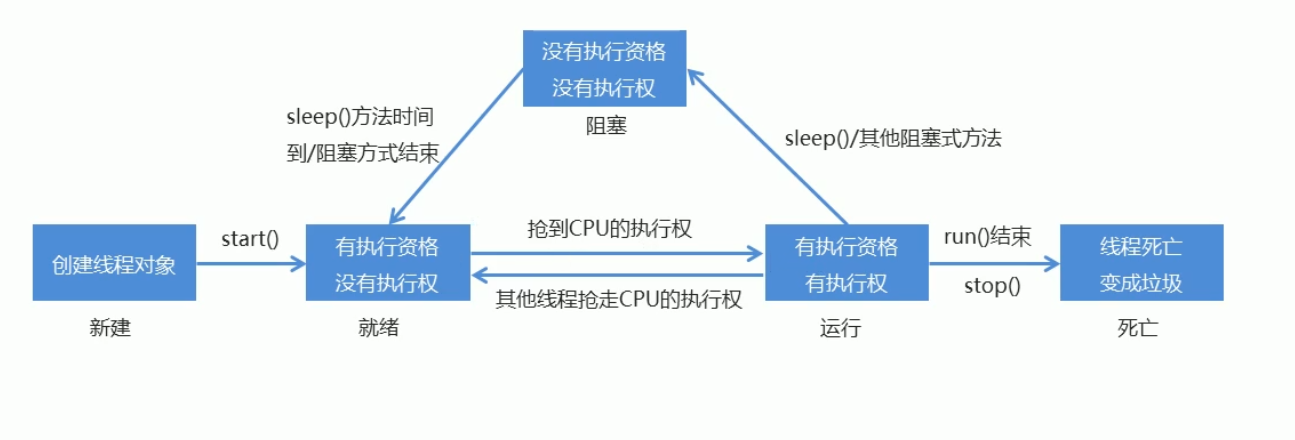 没有执行资格
没有执行权
阻塞
sleep()方法时间
到/阻塞方式结束
sleep()/其他阻塞式方法
创建线程对象
新建
start()
有执行资格
没有执行权
就绪
抢到CPU的执行权
其他线程抢走CPU的执行权
有执行资格
有执行权
运行
run()结束
stop()
线程死亡
变成垃圾
死亡